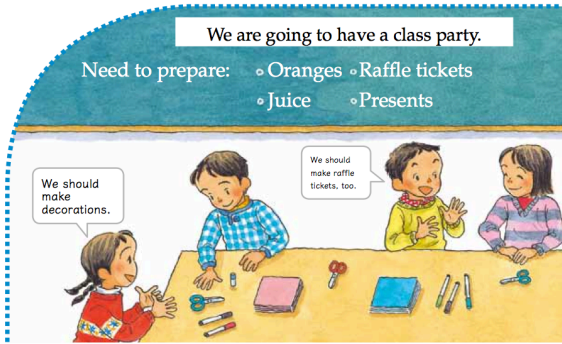 We are going to have a class party.
Need to prepare: ∘ Oranges ∘ Raffle tickets
∘ Juice ∘ Presents
We should
make raffle
tickets, too.
We should
make
decorations.